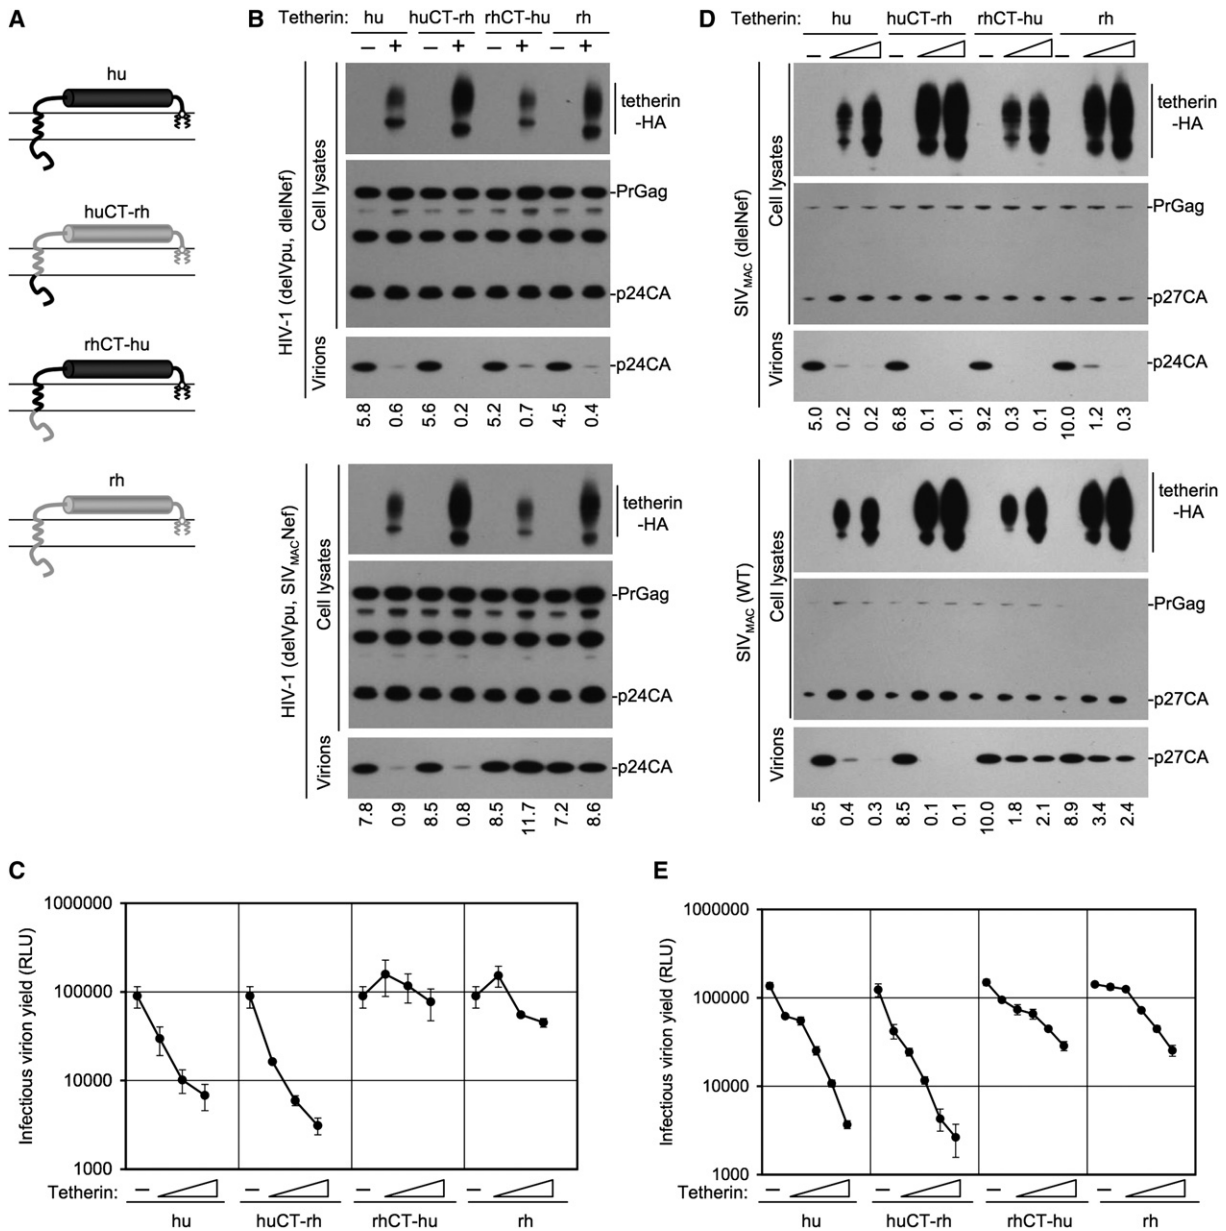 A
hu
huCT-rh
rhCT-hu
rh
B
Tetherin: hu huCT-rh rhCT-hu rh
– + – + – + – +
HIV-1 (delVpu, dlelNef)
Cell lysates
Virions
tetherin
-HA
-PrGag
-p24CA
-p24CA
5.8 0.6 5.6 0.2 5.2 0.7 4.5 0.4
HIV-1 (delVpu, SIVMACNef)
Cell lysates
Virions
tetherin
-HA
-PrGag
-p24CA
-p24CA
7.8 0.9 8.5 0.8 8.5 11.7 7.2 8.6
D
Tetherin: hu huCT-rh rhCT-hu rh
– – – –
SIVMAC (dleINef)
Cell lysates
Virions
tetherin
-HA
-PrGag
-p27CA
-p24CA
5.0 0.2 0.2 6.8 0.1 0.1 9.2 0.3 0.1 10.0 1.2 0.3
SIVMAC (WT)
Cell lysates
Virions
tetherin
-HA
-PrGag
-p27CA
-p27CA
6.5 0.4 0.3 8.5 0.1 0.1 10.0 1.8 2.1 8.9 3.4 2.4
C
Infectious virion yield (RLU)
1000000
100000
10000
1000
Tetherin: – – – –
hu huCT-rh rhCT-hu rh
E
Infectious virion yield (RLU)
1000000
100000
10000
1000
Tetherin: – – – –
hu huCT-rh rhCT-hu rh